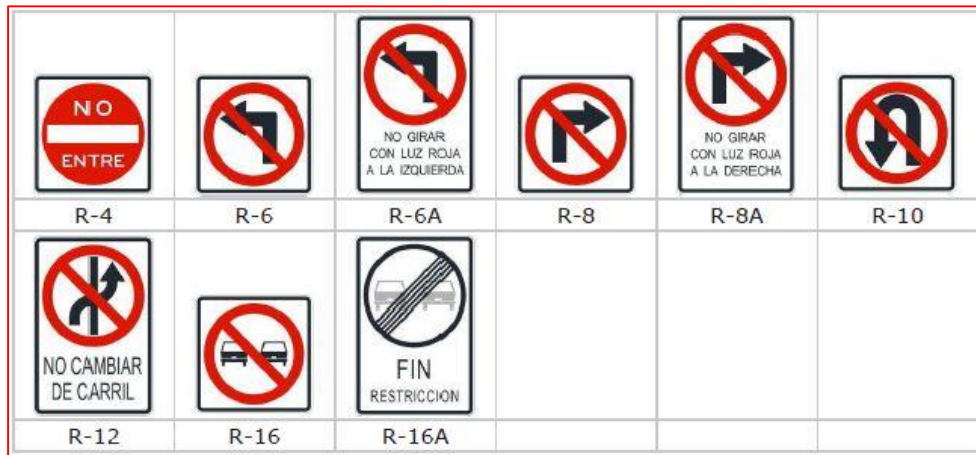 NO
ENTRE
NO GIRAR
CON LUZ ROJA
A LA IZQUIERDA
NO GIRAR
CON LUZ ROJA
A LA DERECHA
R-4 R-6 R-6A R-8 R-8A R-10
NO CAMBIAR
DE CARRIL
FIN
RESTRICCION
R-12 R-16 R-16A